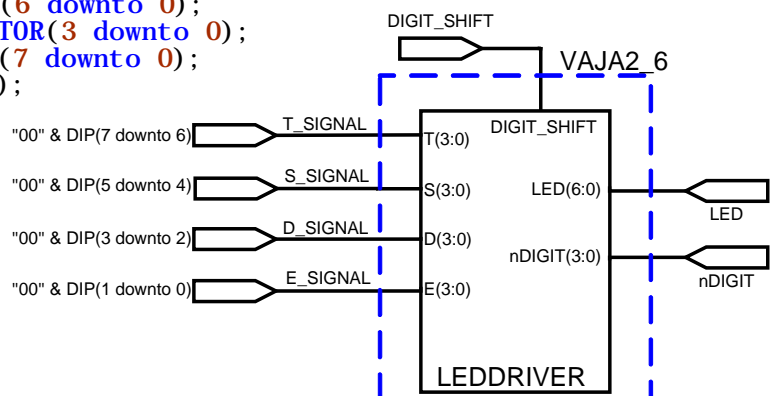 (6 downto 0);
TOR(3 downto 0);
(7 downto 0);
);
DIGIT_SHIFT
VAJA2_6
"00" & DIP(7 downto 6)
T_SIGNAL
T(3:0)
DIGIT_SHIFT
"00" & DIP(5 downto 4)
S_SIGNAL
S(3:0)
LED(6:0)
LED
"00" & DIP(3 downto 2)
D_SIGNAL
D(3:0)
nDIGIT(3:0)
nDIGIT
"00" & DIP(1 downto 0)
E_SIGNAL
E(3:0)
LEDDRIVER